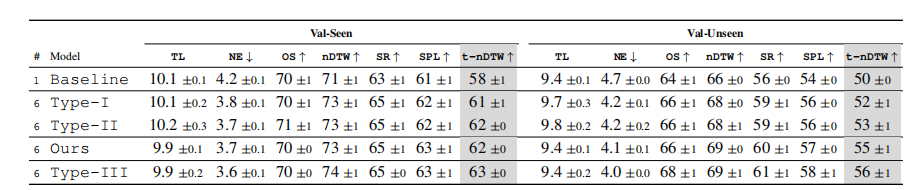 Val-Seen Val-Unseen
# Model TL NE ↓ OS ↑ nDTW ↑ SR ↑ SPL ↑ t-nDTW ↑ TL NE ↓ OS ↑ nDTW ↑ SR ↑ SPL ↑ t-nDTW ↑
1 Baseline 10.1 ±0.1 4.2 ±0.1 70 ±1 71 ±1 63 ±1 61 ±1 58 ±1 9.4 ±0.1 4.7 ±0.0 64 ±1 66 ±0 56 ±0 54 ±0 50 ±0
6 Type-I 10.1 ±0.2 3.8 ±0.1 70 ±1 73 ±1 65 ±1 62 ±1 61 ±1 9.7 ±0.3 4.2 ±0.1 66 ±1 68 ±0 59 ±1 56 ±0 52 ±1
6 Type-II 10.2 ±0.3 3.7 ±0.1 71 ±1 73 ±1 65 ±1 62 ±1 62 ±0 9.8 ±0.2 4.2 ±0.2 66 ±1 68 ±1 59 ±1 56 ±0 53 ±1
6 Ours 9.9 ±0.1 3.7 ±0.1 70 ±0 73 ±1 65 ±1 63 ±1 62 ±0 9.4 ±0.1 4.1 ±0.1 66 ±1 69 ±0 60 ±1 57 ±0 55 ±1
6 Type-III 9.9 ±0.2 3.6 ±0.1 70 ±0 74 ±1 65 ±0 63 ±1 63 ±0 9.4 ±0.2 4.0 ±0.0 68 ±1 69 ±1 61 ±1 58 ±1 56 ±1